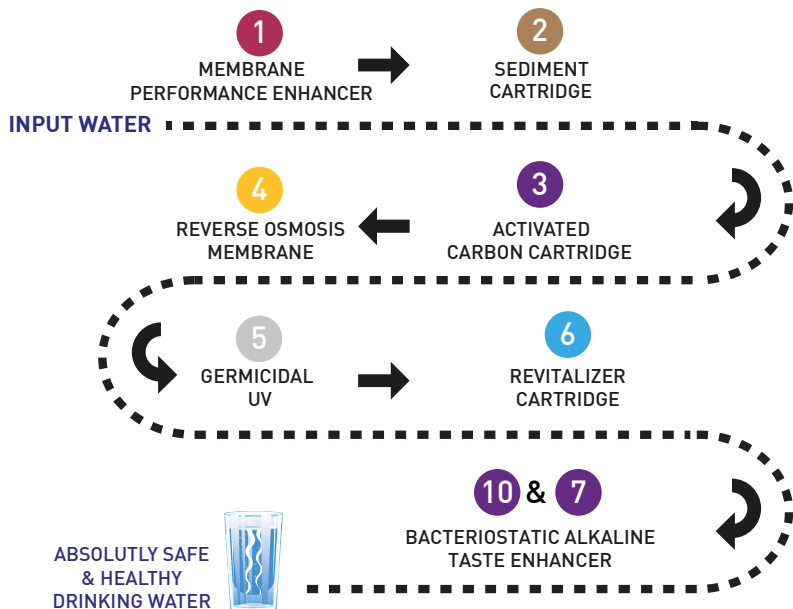 1
MEMBRANE
PERFORMANCE ENHANCER
2
SEDIMENT
CARTRIDGE
INPUT WATER
3
ACTIVATED
CARBON CARTRIDGE
4
REVERSE OSMOSIS
MEMBRANE
5
GERMICIDAL
UV
6
REVITALIZER
CARTRIDGE
10 & 7
BACTERIOSTATIC ALKALINE
TASTE ENHANCER
ABSOLUTLY SAFE
& HEALTHY
DRINKING WATER